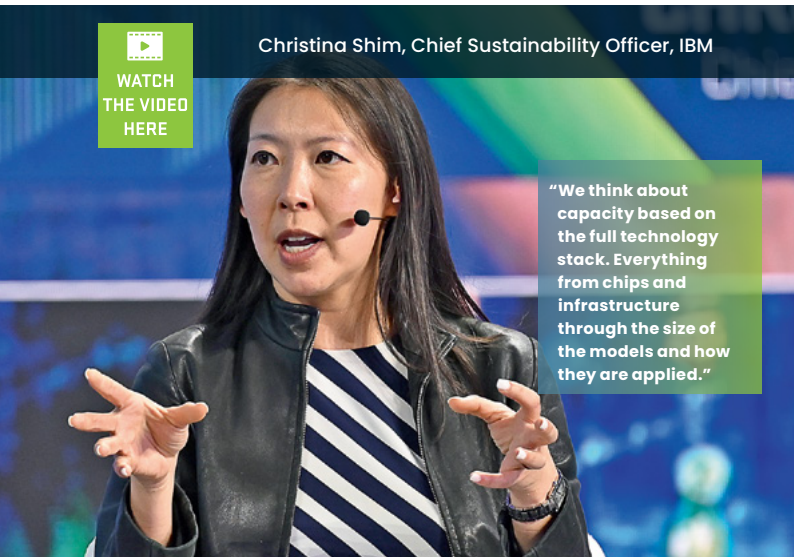 Christina Shim, Chief Sustainability Officer, IBM
WATCH
THE VIDEO
HERE
“We think about
capacity based on
the full technology
stack. Everything
from chips and
infrastructure
through the size of
the models and how
they are applied.”